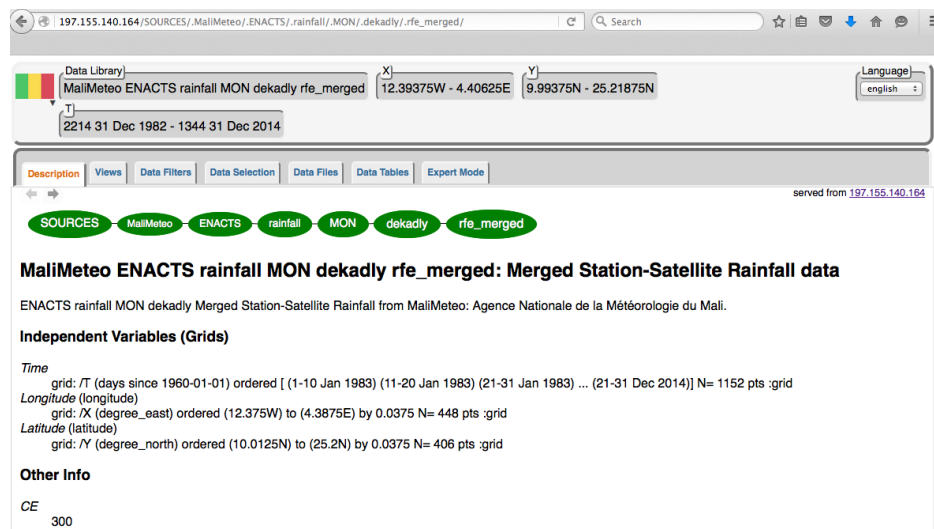 197.155.140.164/SOURCES/.MaliMeteo/.ENACTS/.rainfall/.MON/.dekadly/.rfe_merged/
Search
Data Library
MaliMeteo ENACTS rainfall MON dekadly rfe_merged
X
12.39375W - 4.40625E
Y
9.99375N - 25.21875N
Language
english
T
2214 31 Dec 1982 - 1344 31 Dec 2014
Description Views Data Filters Data Selection Data Files Data Tables Expert Mode
served from 197.155.140.164
SOURCES MaliMeteo ENACTS rainfall MON dekadly rfe_merged
MaliMeteo ENACTS rainfall MON dekadly rfe_merged: Merged Station-Satellite Rainfall data
ENACTS rainfall MON dekadly Merged Station-Satellite Rainfall from MaliMeteo: Agence Nationale de la Météorologie du Mali.
Independent Variables (Grids)
Time
grid: /T (days since 1960-01-01) ordered [ (1-10 Jan 1983) (11-20 Jan 1983) (21-31 Jan 1983) ... (21-31 Dec 2014)] N= 1152 pts :grid
Longitude (longitude)
grid: /X (degree_east) ordered (12.375W) to (4.3875E) by 0.0375 N= 448 pts :grid
Latitude (latitude)
grid: /Y (degree_north) ordered (10.0125N) to (25.2N) by 0.0375 N= 406 pts :grid
Other Info
CE
300